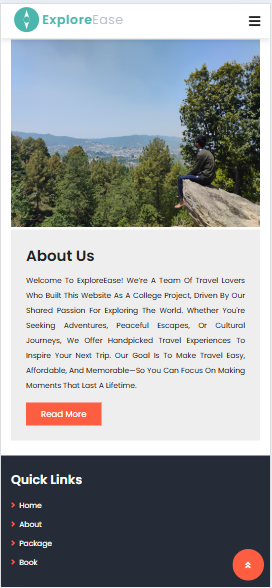 ExploreEase
About Us
Welcome To ExploreEase! We're A Team Of Travel Lovers
Who Built This Website As A College Project, Driven By Our
Shared Passion For Exploring The World. Whether You're
Seeking Adventures, Peaceful Escapes, Or Cultural
Journeys, We Offer Handpicked Travel Experiences To
Inspire Your Next Trip. Our Goal Is To Make Travel Easy,
Affordable, And Memorable—So You Can Focus On Making
Moments That Last A Lifetime.
Read More
Quick Links
Home
About
Package
Book